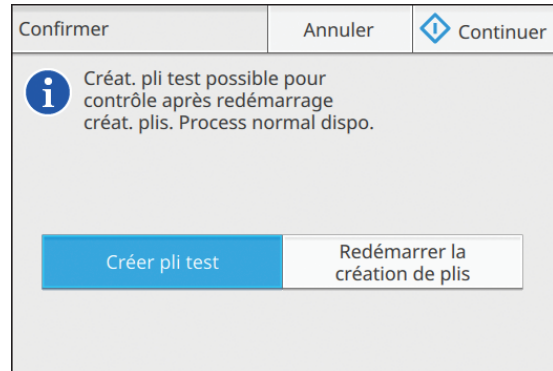 Confirmer
Annuler
Continuer
Créat. pli test possible pour
contrôle après redémarrage
créat. plis. Process normal dispo.
Créer pli test
Redémarrer la
création de plis